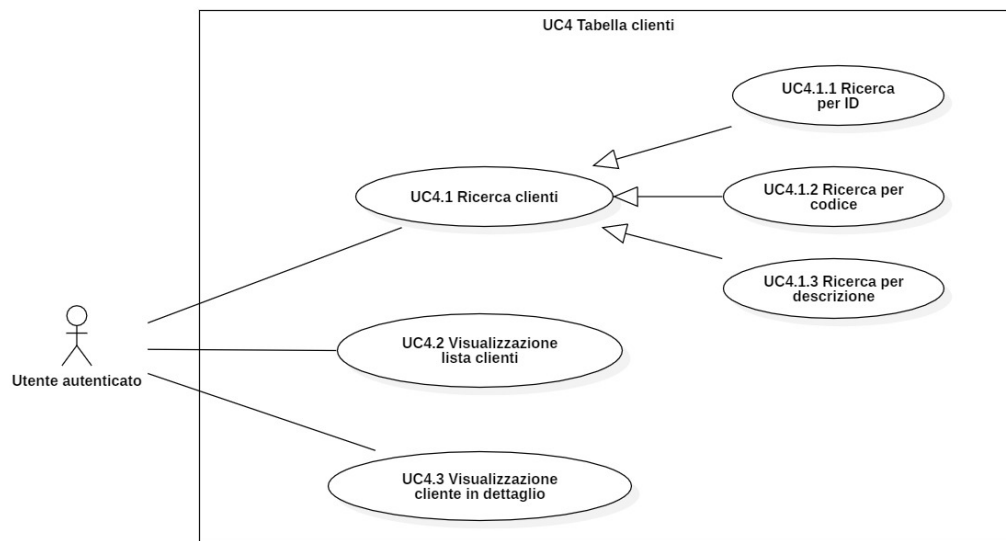 UC4 Tabella clienti
UC4.1.1 Ricerca
per ID
UC4.1 Ricerca clienti
UC4.1.2 Ricerca per
codice
UC4.1.3 Ricerca per
descrizione
UC4.2 Visualizzazione
lista clienti
Utente autenticato
UC4.3 Visualizzazione
cliente in dettaglio